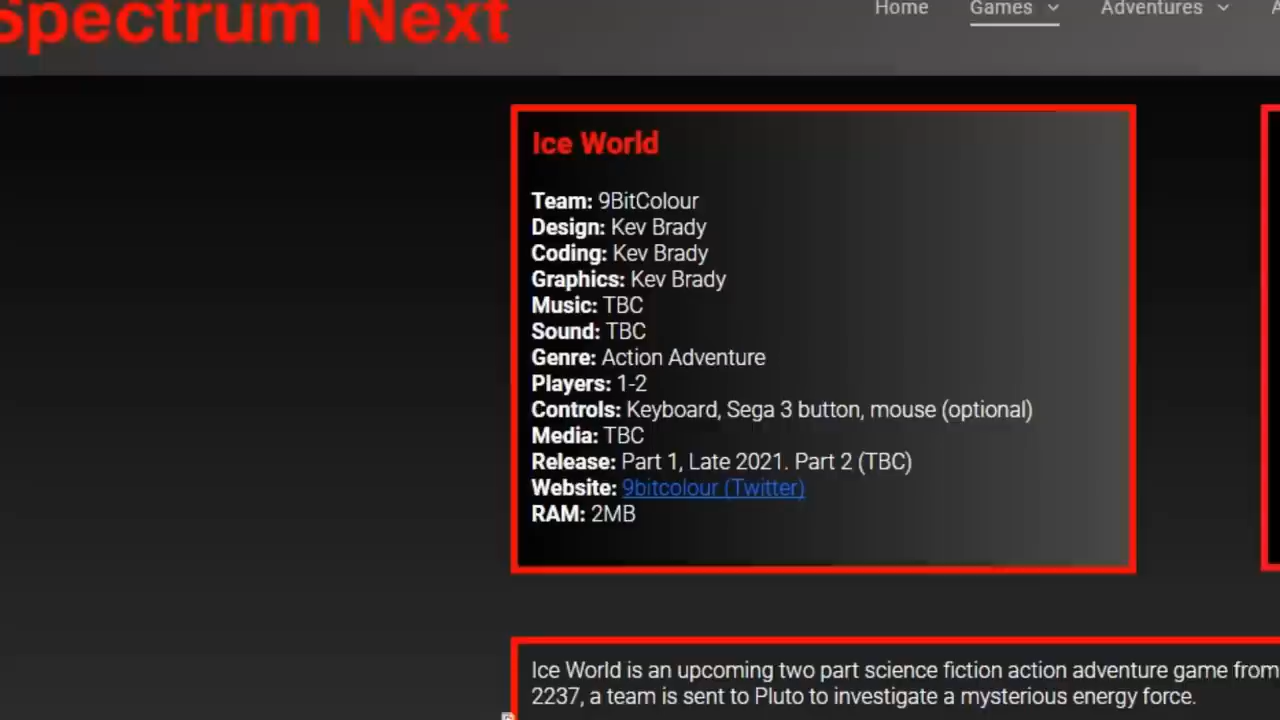 Spectrum Next
Home Games Adventures
Ice World
Team: 9BitColour
Design: Kev Brady
Coding: Kev Brady
Graphics: Kev Brady
Music: TBC
Sound: TBC
Genre: Action Adventure
Players: 1-2
Controls: Keyboard, Sega 3 button, mouse (optional)
Media: TBC
Release: Part 1, Late 2021. Part 2 (TBC)
Website: 9bitcolour (Twitter)
RAM: 2MB
Ice World is an upcoming two part science fiction action adventure game from
2237, a team is sent to Pluto to investigate a mysterious energy force.